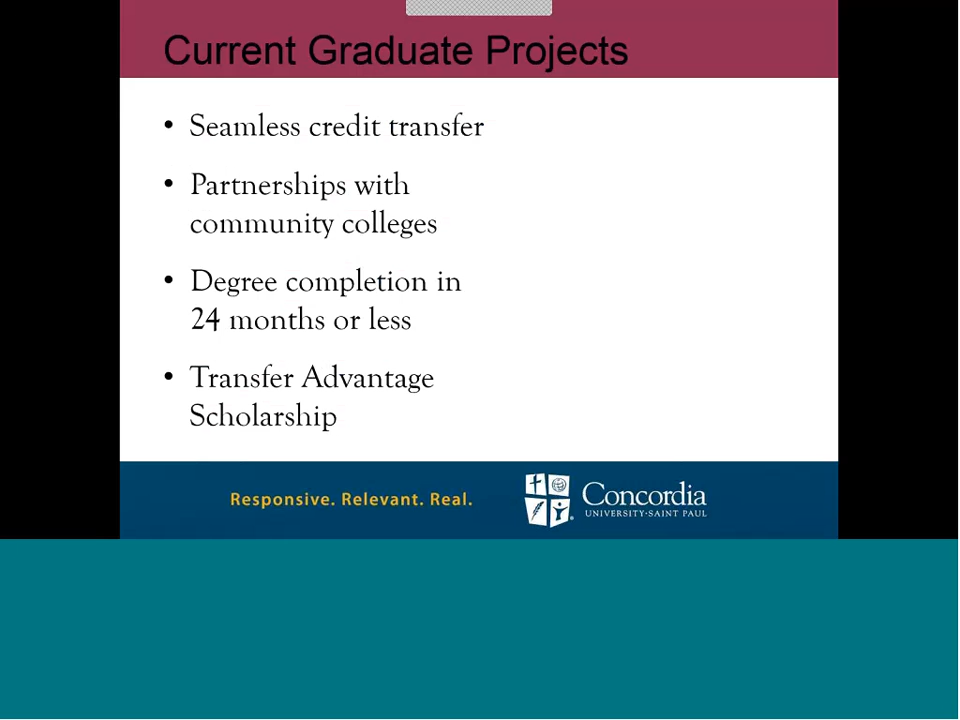 Current Graduate Projects
• Seamless credit transfer
• Partnerships with
community colleges
• Degree completion in
24 months or less
• Transfer Advantage
Scholarship
Responsive. Relevant. Real.
Concordia
UNIVERSITY·SAINT PAUL